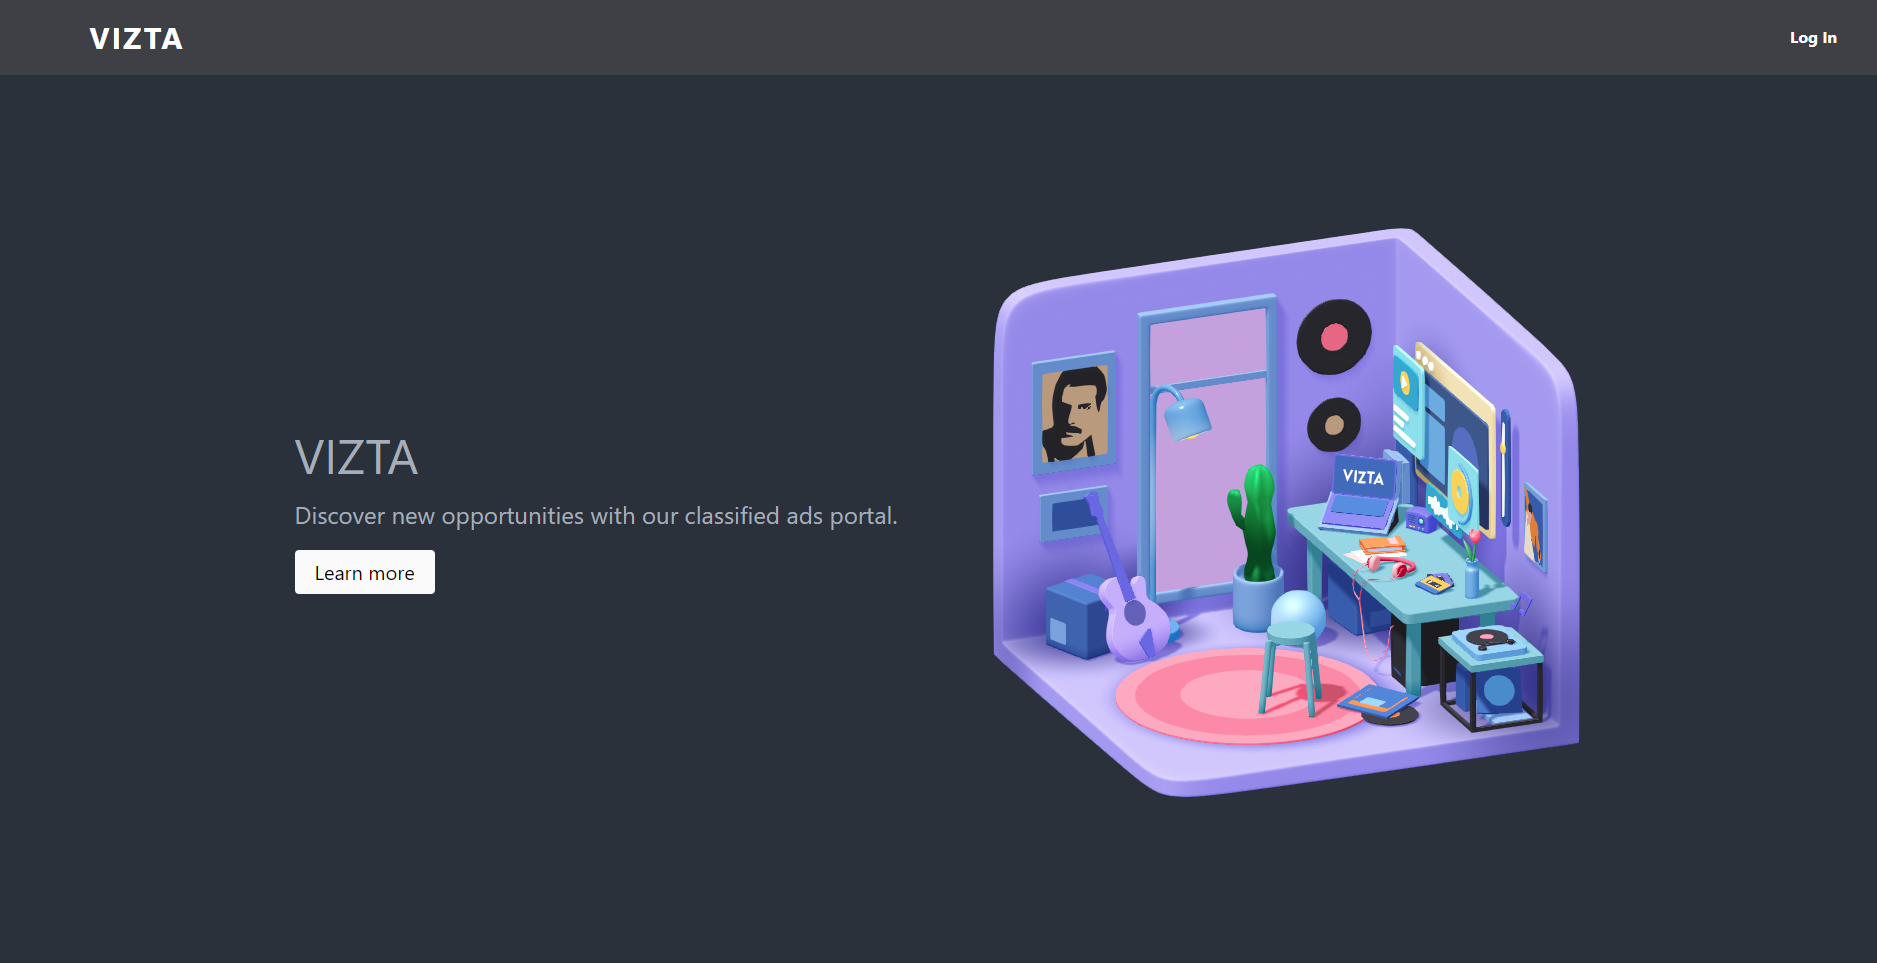 VIZTA
Log In
VIZTA
Discover new opportunities with our classified ads portal.
Learn more
VIZTA